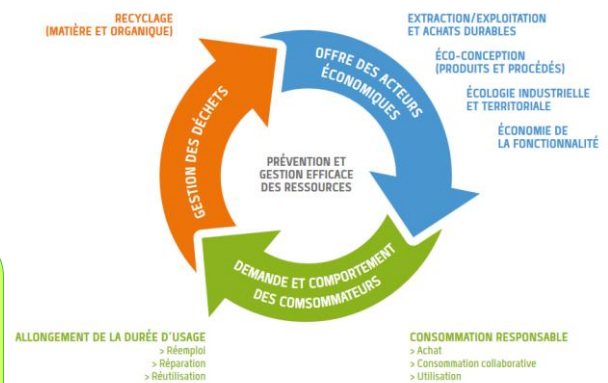 RECYCLAGE
(MATIÈRE ET ORGANIQUE)
EXTRACTION/EXPLOITATION
ET ACHATS DURABLES
ÉCO-CONCEPTION
(PRODUITS ET PROCÉDÉS)
ÉCOLOGIE INDUSTRIELLE
ET TERRITORIALE
ÉCONOMIE DE
LA FONCTIONNALITÉ
OFFRE DES ACTEURS
ÉCONOMIQUES
GESTION DES DÉCHETS
PRÉVENTION ET
GESTION EFFICACE
DES RESSOURCES
DEMANDE ET COMPORTEMENT
DES COMSOMMATEURS
ALLONGEMENT DE LA DURÉE D'USAGE
> Réemploi
> Réparation
> Réutilisation
CONSOMMATION RESPONSABLE
> Achat
> Consommation collaborative
> Utilisation